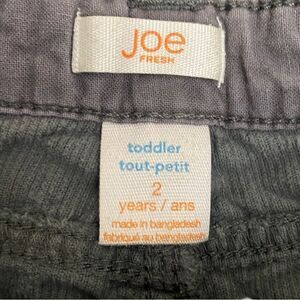 Joe
FRESH
toddler
tout-petit
2
years / ans
made in bangladesh
fabriqué au bangladesh